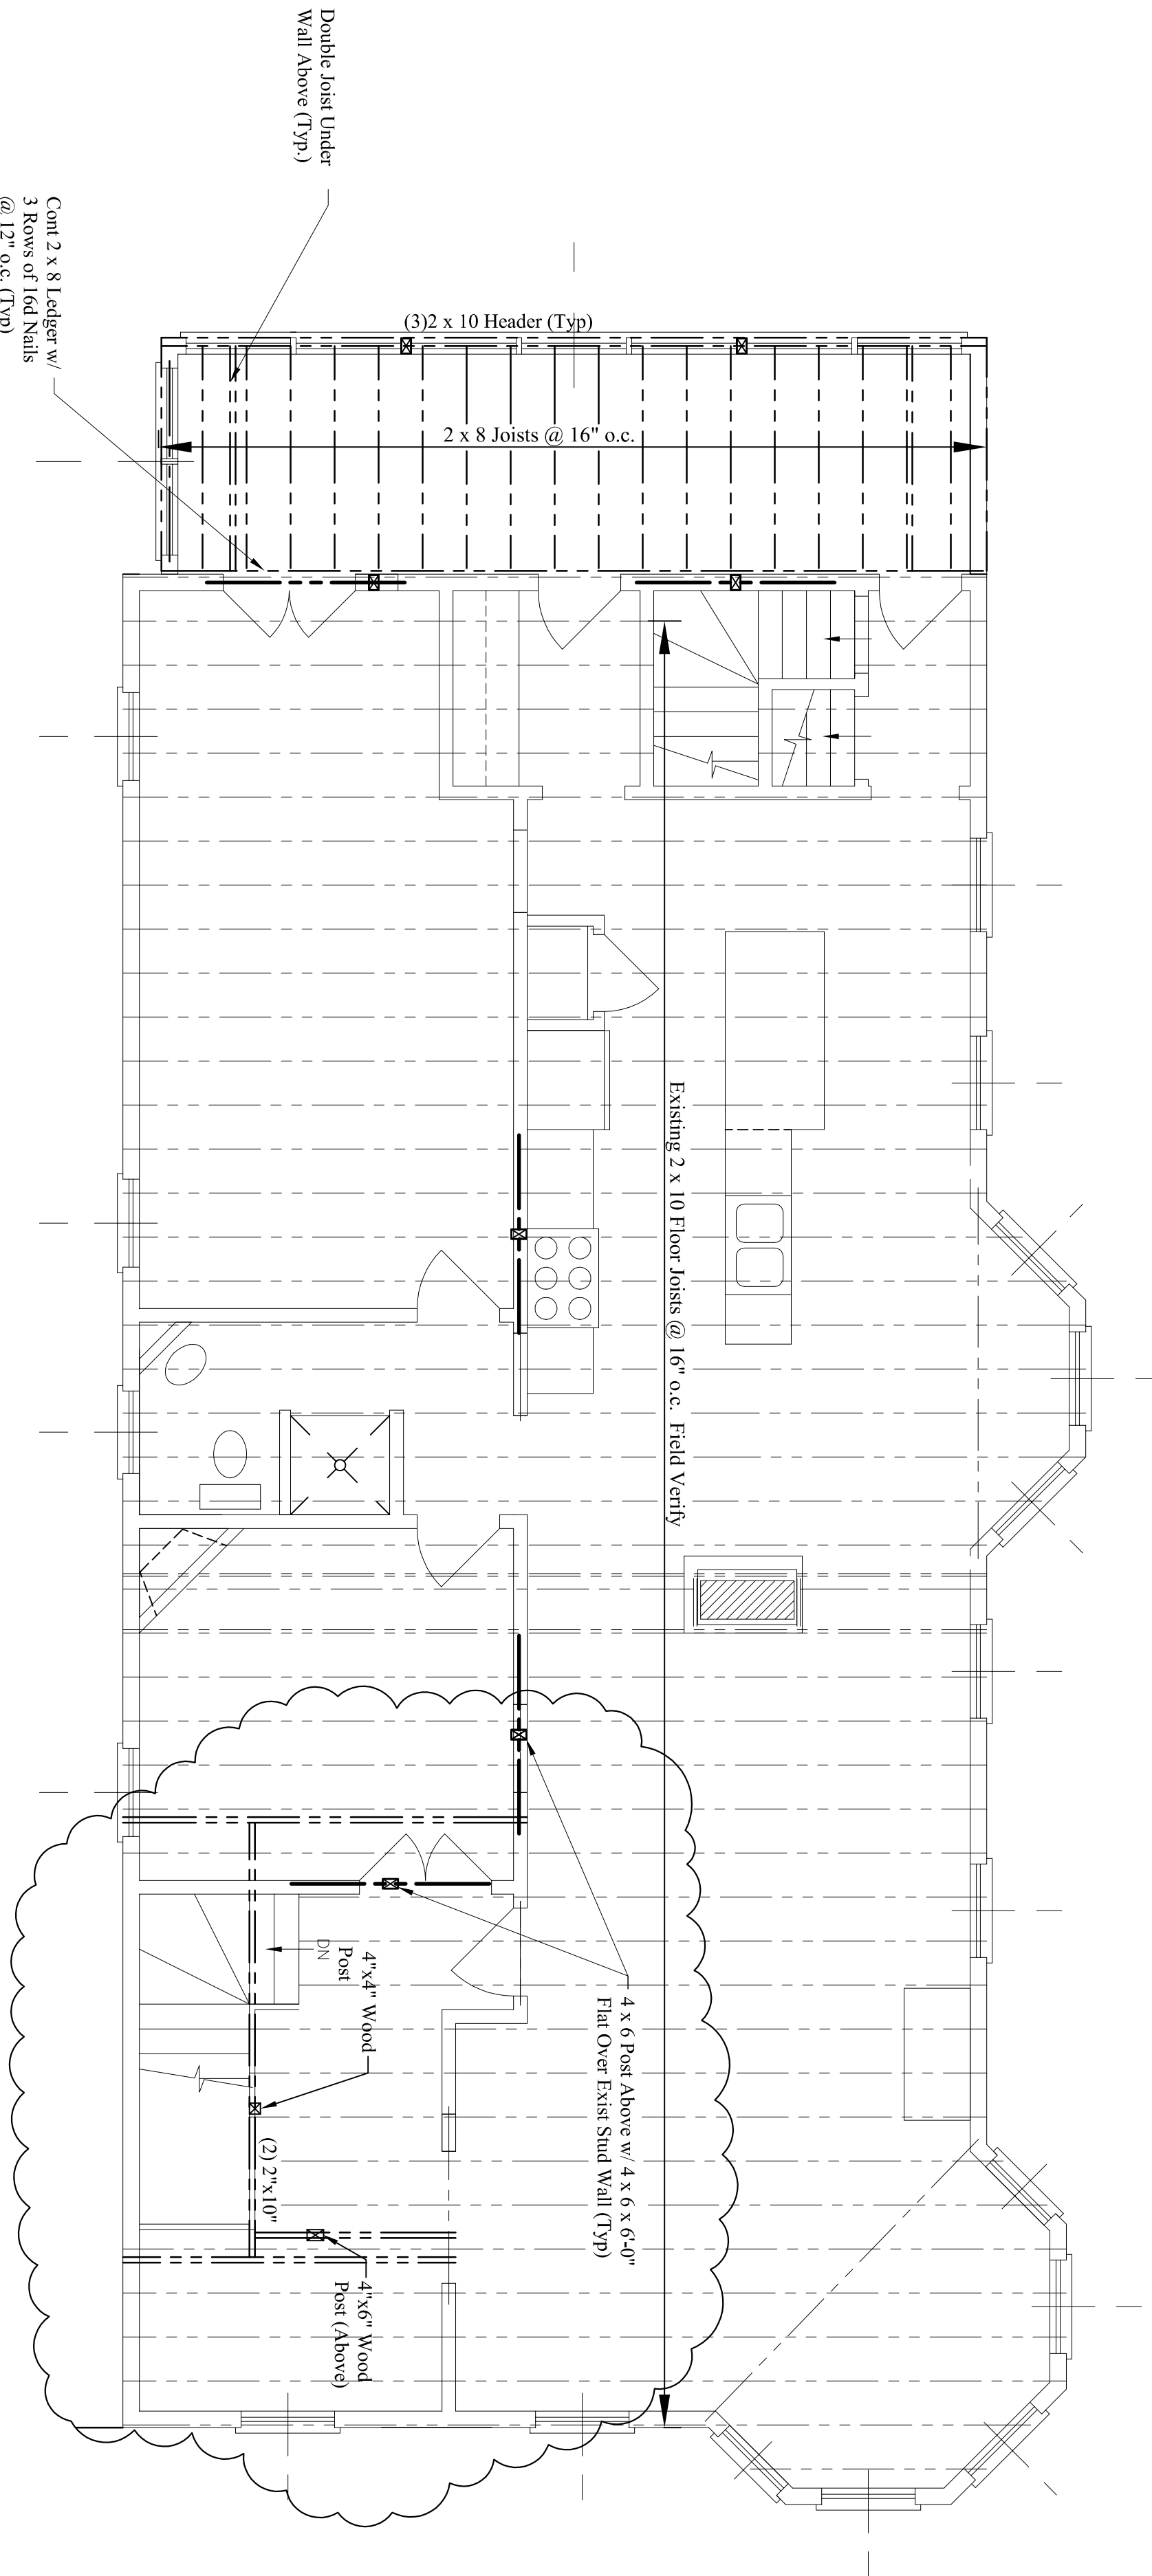 Double Joist Under
Wall Above (Typ.)
Cont 2 x 8 Ledger w/
3 Rows of 16d Nails
@ 12" o.c. (Typ)
(3)2 x 10 Header (Typ)
2 x 8 Joists @ 16" o.c.
Existing 2 x 10 Floor Joists @ 16" o.c. Field Verify
4 x 6 Post Above w/ 4 x 6 x 6'-0"
Flat Over Exist Stud Wall (Typ)
DN
4"x4" Wood
Post
(2) 2"x10"
4"x6" Wood
Post (Above)